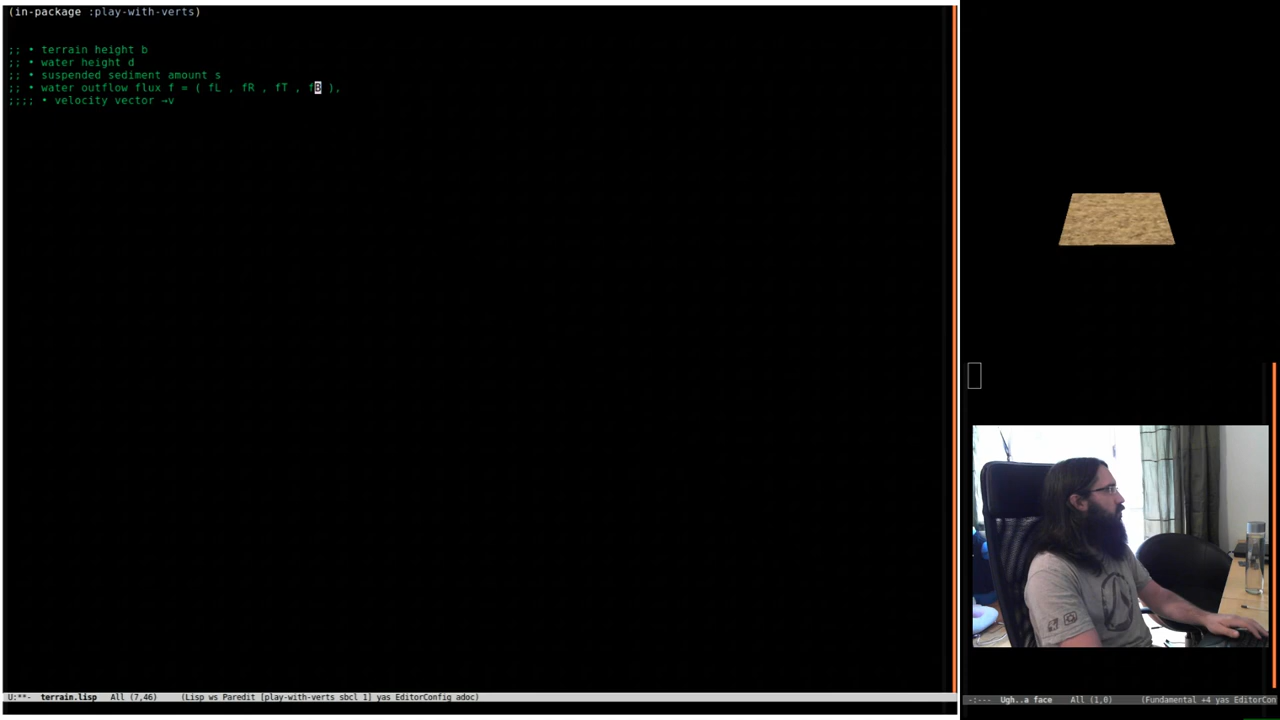 (in-package :play-with-verts)
;; • terrain height b
;; • water height d
;; • suspended sediment amount s
;; • water outflow flux f = ( fL , fR , fT , fB ),
;;;; • velocity vector →v
U:**-  terrain.lisp   All (7,46)     (Lisp ws Paredit [play-with-verts sbcl 1] yas EditorConfig adoc)
-:---  Ugh..a face   All (1,0)     (Fundamental +4 yas EditorCon